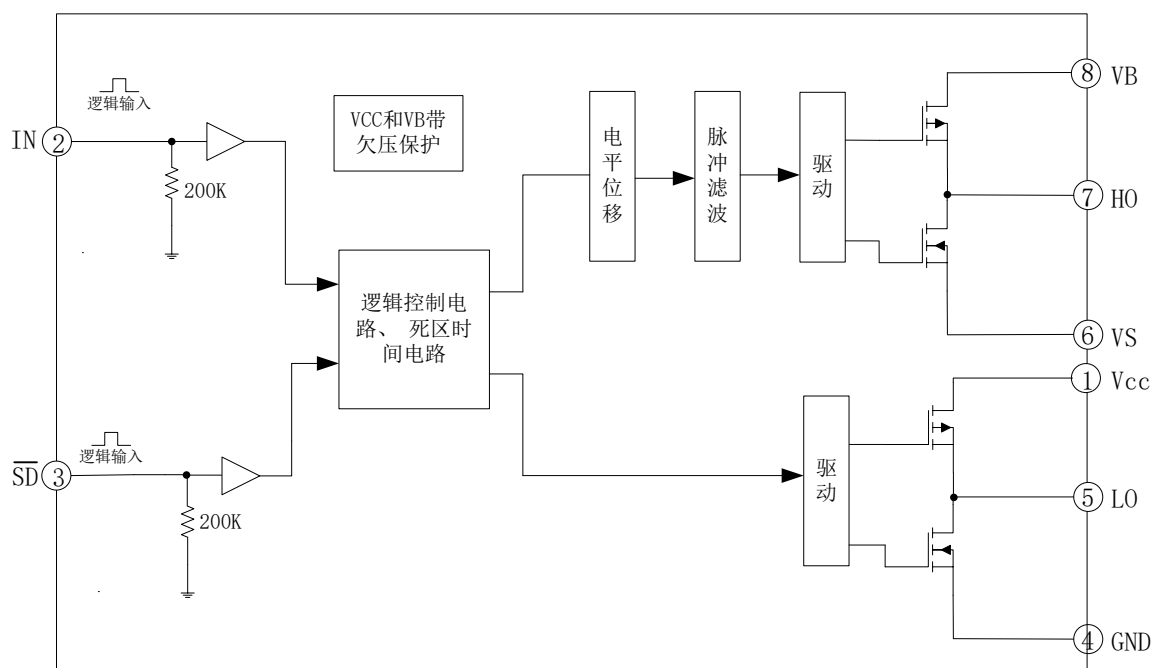 逻辑输入
IN ②
200K
VCC和VB带
欠压保护
电平位移
脉冲滤波
驱动
⑧ VB
⑦ HO
⑥ VS
逻辑控制电
路、 死区时
间电路
① Vcc
逻辑输入
SD ③
200K
驱动
⑤ LO
④ GND